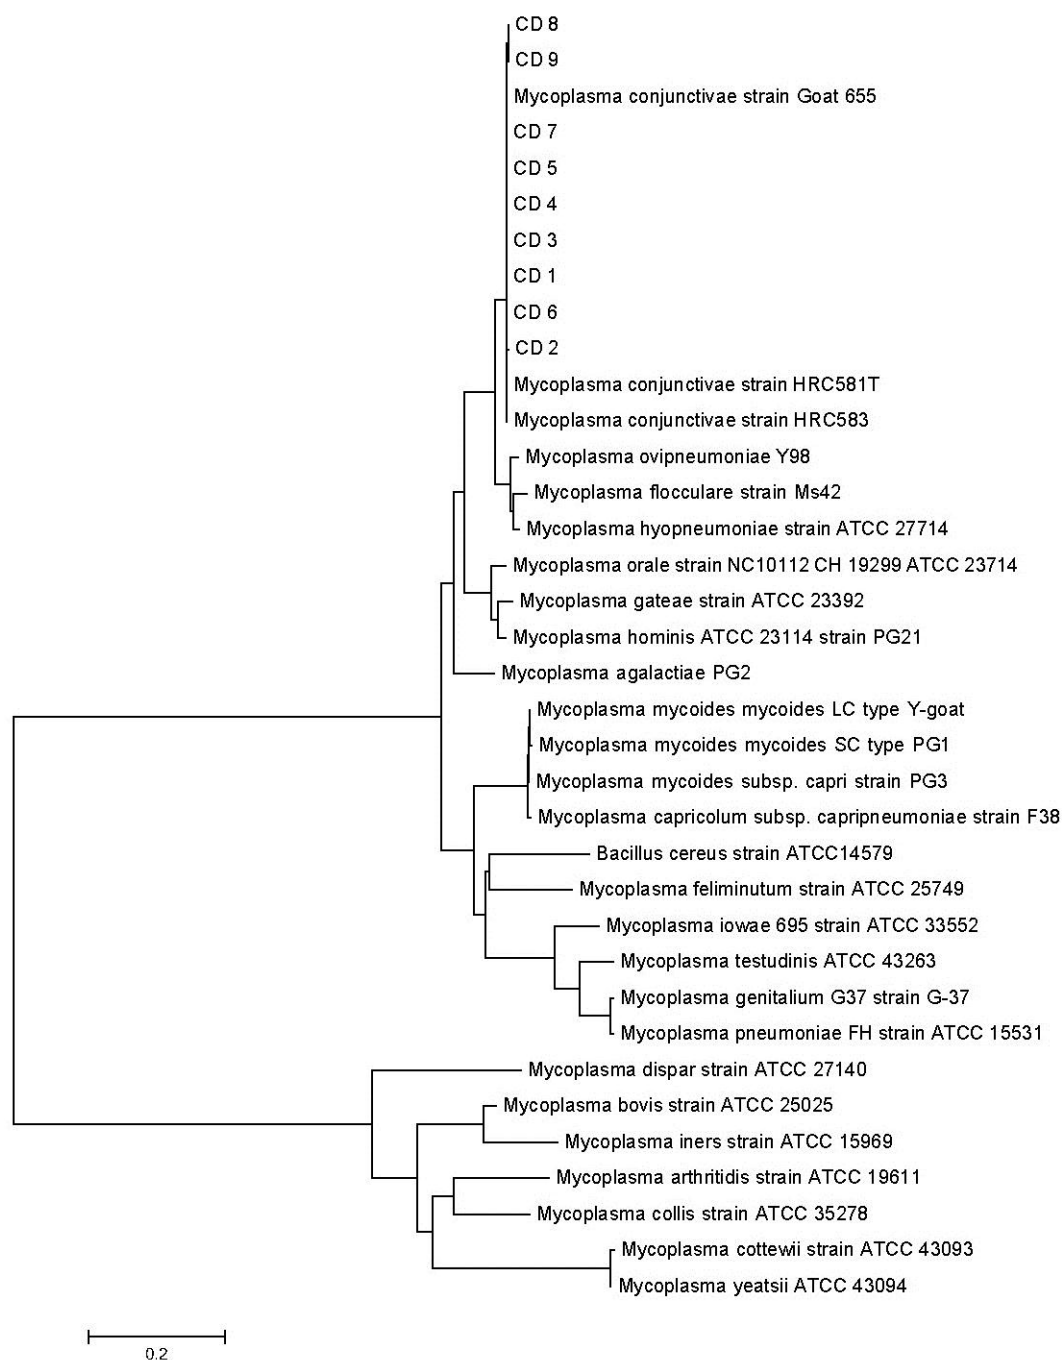 CD 8
CD 9
Mycoplasma conjunctivae strain Goat 655
CD 7
CD 5
CD 4
CD 3
CD 1
CD 6
CD 2
Mycoplasma conjunctivae strain HRC581T
Mycoplasma conjunctivae strain HRC583
Mycoplasma ovipneumoniae Y98
Mycoplasma flocculare strain Ms42
Mycoplasma hyopneumoniae strain ATCC 27714
Mycoplasma orale strain NC10112 CH 19299 ATCC 23714
Mycoplasma gateae strain ATCC 23392
Mycoplasma hominis ATCC 23114 strain PG21
Mycoplasma agalactiae PG2
Mycoplasma mycoides mycoides LC type Y-goat
Mycoplasma mycoides mycoides SC type PG1
Mycoplasma mycoides subsp. capri strain PG3
Mycoplasma capricolum subsp. capripneumoniae strain F38
Bacillus cereus strain ATCC14579
Mycoplasma feliminutum strain ATCC 25749
Mycoplasma iowae 695 strain ATCC 33552
Mycoplasma testudinis ATCC 43263
Mycoplasma genitalium G37 strain G-37
Mycoplasma pneumoniae FH strain ATCC 15531
Mycoplasma dispar strain ATCC 27140
Mycoplasma bovis strain ATCC 25025
Mycoplasma iners strain ATCC 15969
Mycoplasma arthritidis strain ATCC 19611
Mycoplasma collis strain ATCC 35278
Mycoplasma cottewii strain ATCC 43093
Mycoplasma yeatsii ATCC 43094
0.2